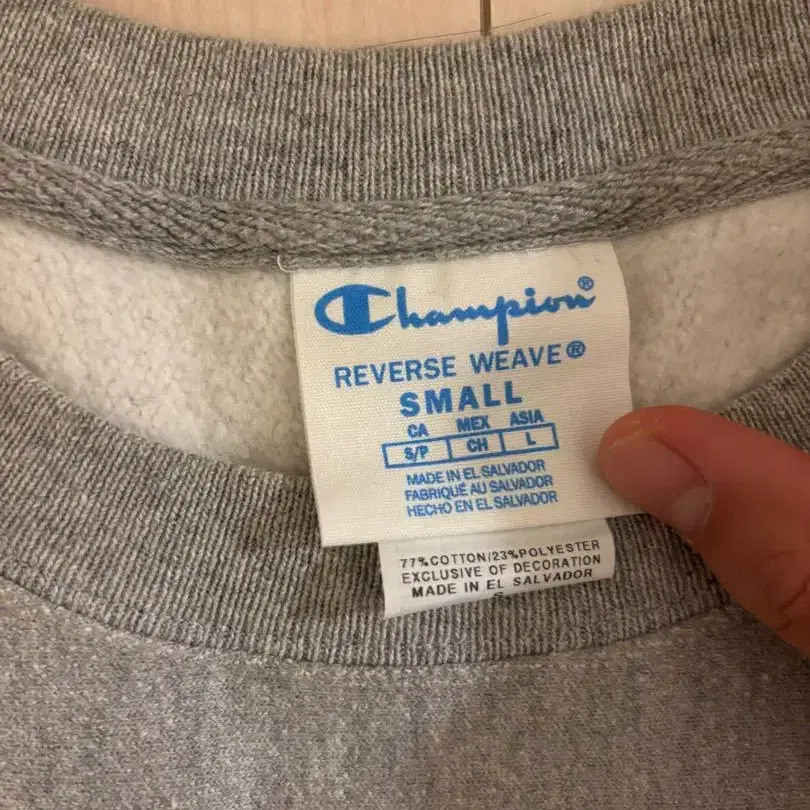 Champion®
REVERSE WEAVE®
SMALL
CA MEX ASIA
S/P CH L
MADE IN EL SALVADOR
FABRIQUÉ AU SALVADOR
HECHO EN EL SALVADOR
77%COTTON/23%POLYESTER
EXCLUSIVE OF DECORATION
MADE IN EL SALVADOR
S